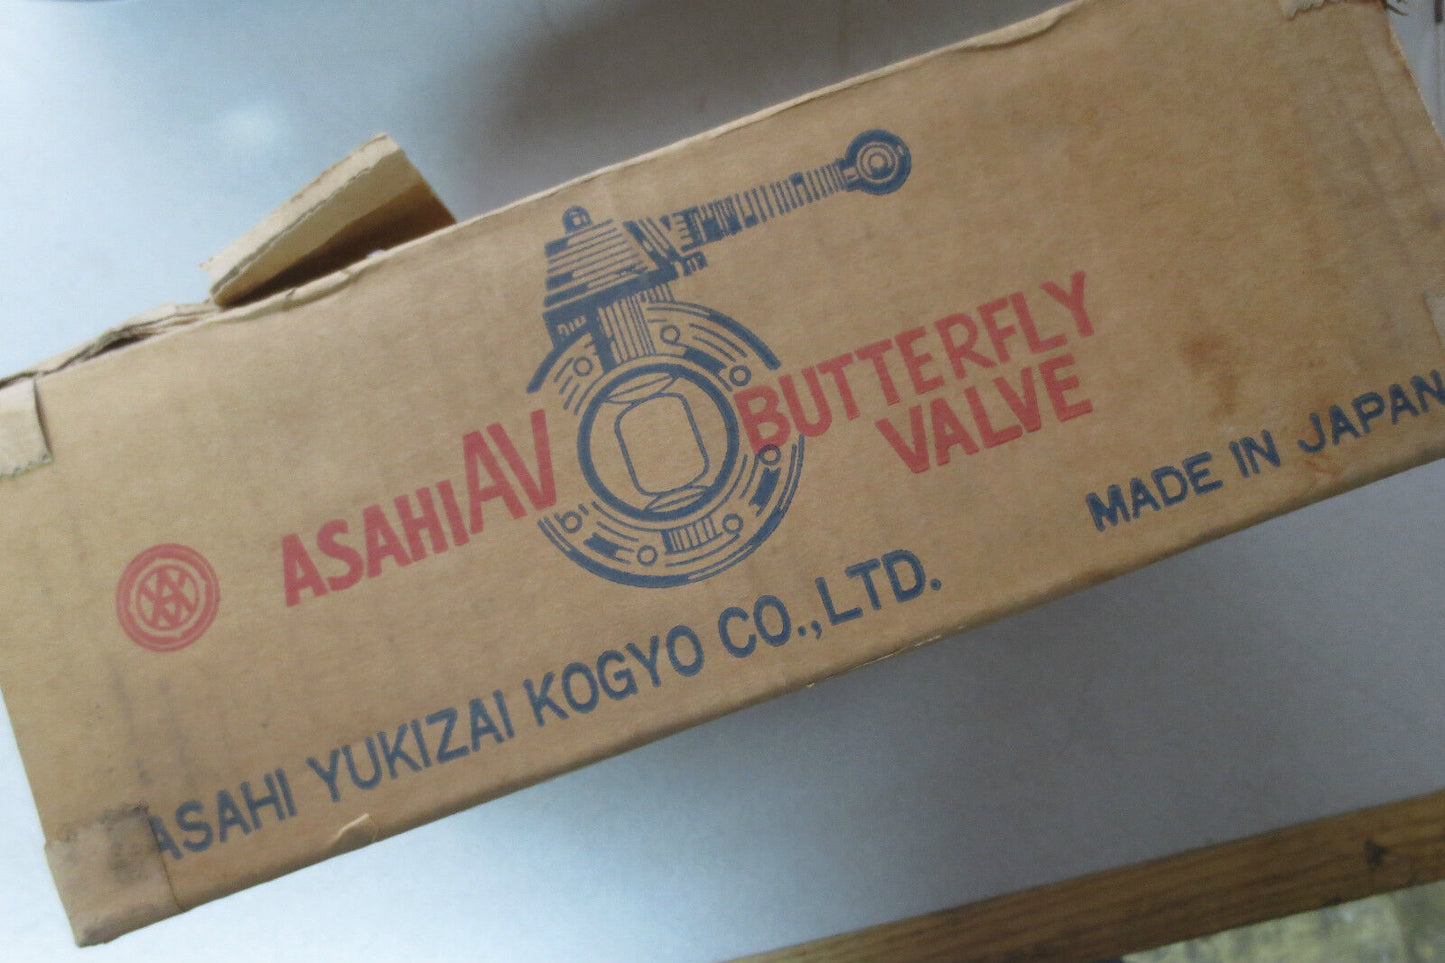 ASAHI AV BUTTERFLY
VALVE
MADE IN JAPAN
ASAHI YUKIZAI KOGYO CO.,LTD.